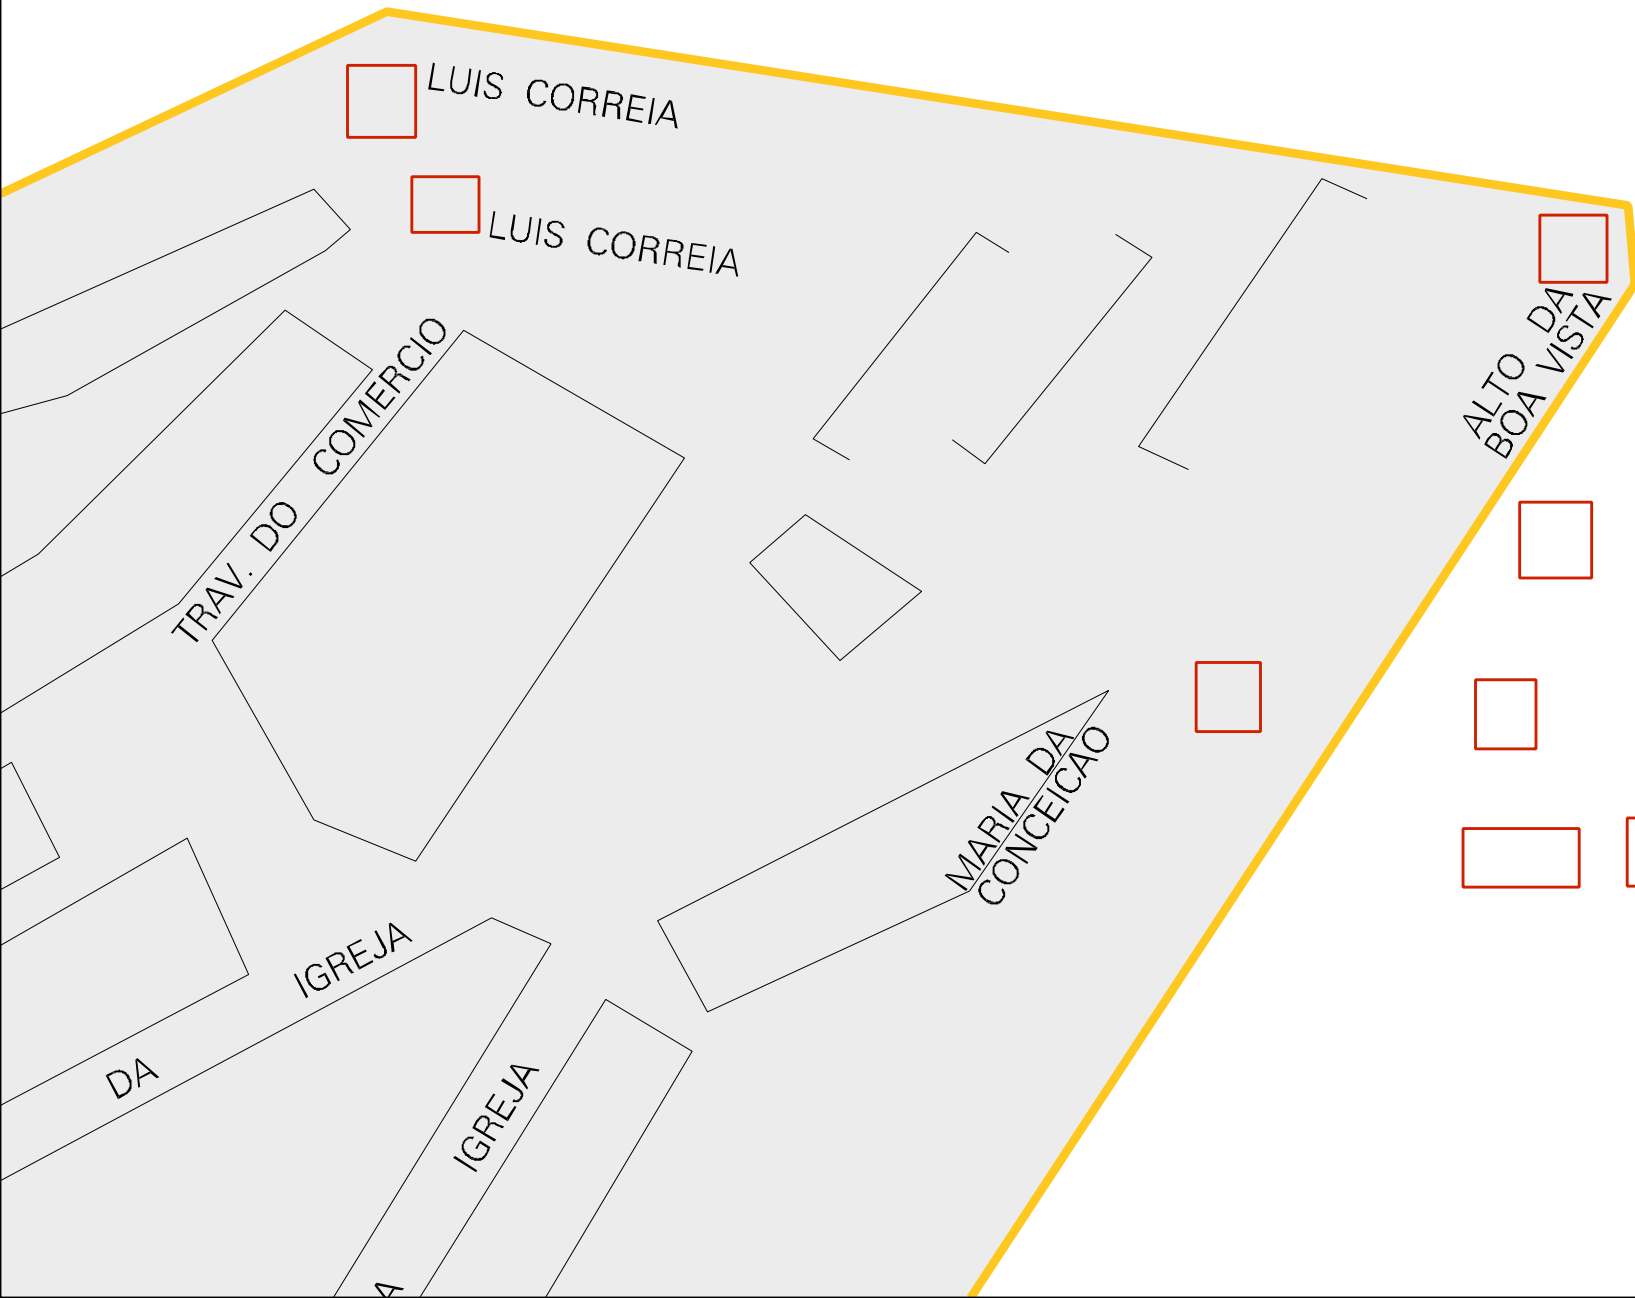 LUIS CORREIA
LUIS CORREIA
ALTO DA
BOA VISTA
TRAV. DO COMERCIO
MARIA DA
CONCEICAO
DA IGREJA
IGREJA
A